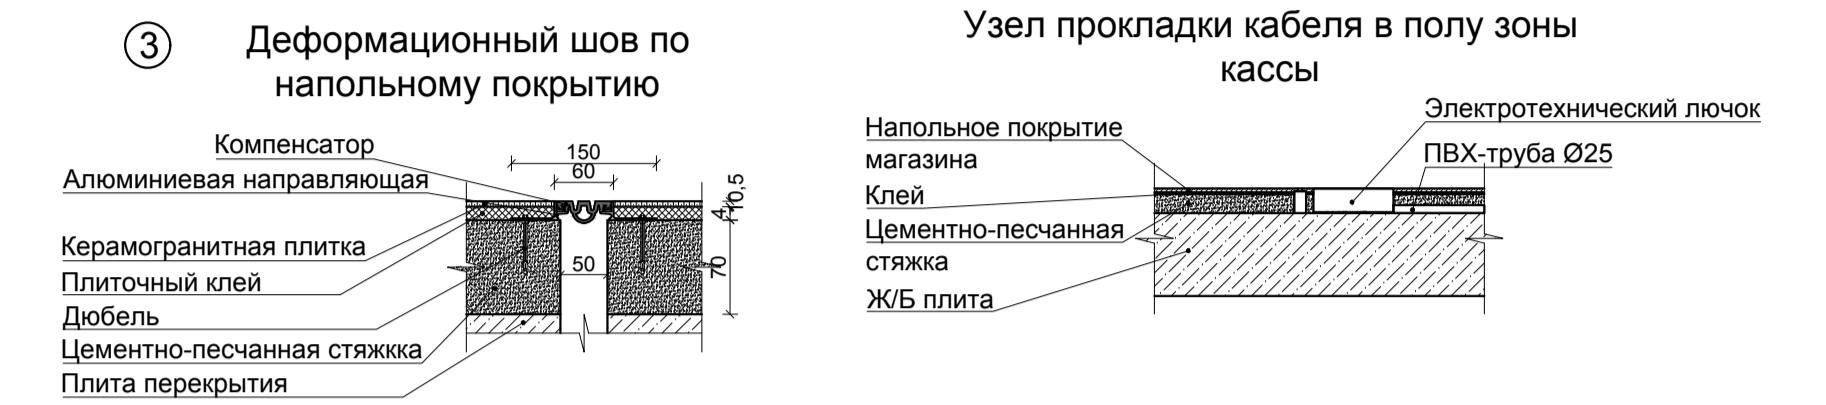 3
Деформационный шов по
напольному покрытию
Компенсатор
Алюминиевая направляющая
Керамогранитная плитка
Плиточный клей
Дюбель
Цементно-песчанная стяжкка
Плита перекрытия
150
60
50
4
10,5
70
Узел прокладки кабеля в полу зоны
кассы
Напольное покрытие
магазина
Клей
Цементно-песчанная
стяжка
Ж/Б плита
Электротехнический лючок
ПВХ-труба Ø25